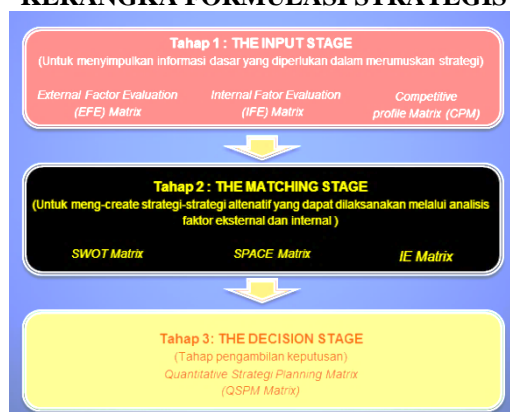 KERANGKA FORMULASI STRATEGIS
Tahap 1 : THE INPUT STAGE
(Untuk menyimpulkan informasi dasar yang diperlukan dalam merumuskan strategi)
External Factor Evaluation (EFE) Matrix
Internal Fator Evaluation (IFE) Matrix
Competitive profile Matrix (CPM)
Tahap 2 : THE MATCHING STAGE
(Untuk meng-create strategi-strategi altenatif yang dapat dilaksanakan melalui analisis
faktor eksternal dan internal )
SWOT Matrix
SPACE Matrix
IE Matrix
Tahap 3: THE DECISION STAGE
(Tahap pengambilan keputusan)
Quantitative Strategi Planning Matrix
(QSPM Matrix)